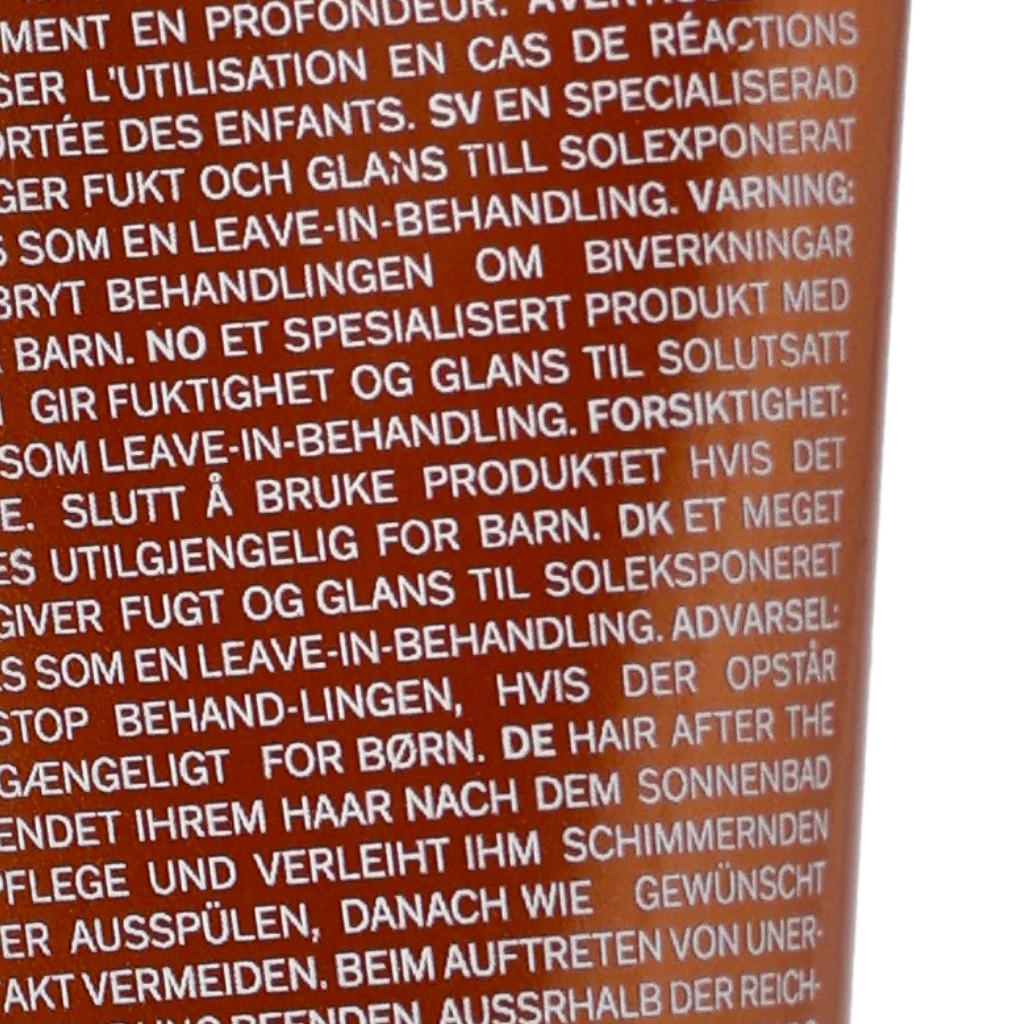 EN PROFONDEUR.
L'UTILISATION EN CAS DE RÉACTIONS
DES ENFANTS. SV EN SPECIALISERAD
FUKT OCH GLANS TILL SOLEXPONERAT
SOM EN LEAVE-IN-BEHANDLING. VARNING:
BRYT BEHANDLINGEN OM BIVERKNINGAR
BARN. NO ET SPESIALISERT PRODUKT MED
GIR FUKTIGHET OG GLANS TIL SOLUTSATT
SOM LEAVE-IN-BEHANDLING. FORSIKTIGHET:
E. SLUTT Å BRUKE PRODUKTET HVIS DET
ES UTILGJENGELIG FOR BARN. DK ET MEGET
GIVER FUGT OG GLANS TIL SOLEKSPONERET
S SOM EN LEAVE-IN-BEHANDLING. ADVARSEL:
STOP BEHAND-LINGEN, HVIS DER OPSTÅR
GÆNGELIGT FOR BØRN. DE HAIR AFTER THE
ENDET IHREM HAAR NACH DEM SONNENBAD
PFLEGE UND VERLEIHT IHM SCHIMMERNDEN
ER AUSSPÜLEN, DANACH WIE GEWÜNSCHT
TAKT VERMEIDEN. BEIM AUFTRETEN VON UNER-
BEENDEN. AUSSRHALB DER REICH-